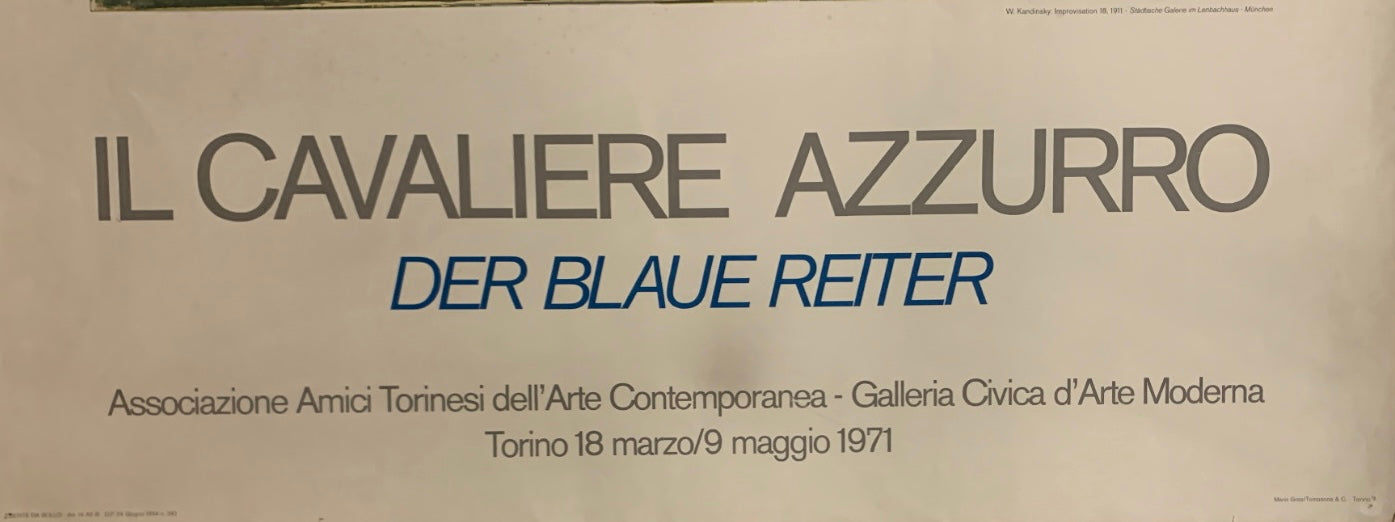 W. Kandinsky: Improvisation 18, 1911 - Städtische Galerie im Lenbachhaus - München
IL CAVALIERE AZZURRO
DER BLAUE REITER
Associazione Amici Torinesi dell'Arte Contemporanea - Galleria Civica d'Arte Moderna
Torino 18 marzo/9 maggio 1971